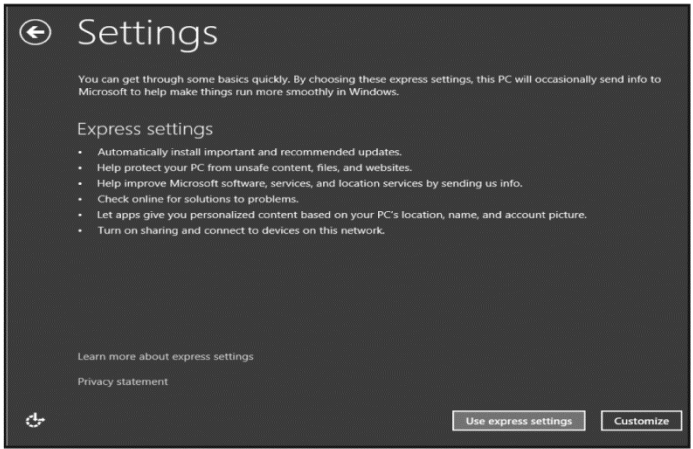 Settings
You can get through some basics quickly. By choosing these express settings, this PC will occasionally send info to
Microsoft to help make things run more smoothly in Windows.
Express settings
• Automatically install important and recommended updates.
• Help protect your PC from unsafe content, files, and websites.
• Help improve Microsoft software, services, and location services by sending us info.
• Check online for solutions to problems.
• Let apps give you personalized content based on your PC's location, name, and account picture.
• Turn on sharing and connect to devices on this network.
Learn more about express settings
Privacy statement
Use express settings Customize